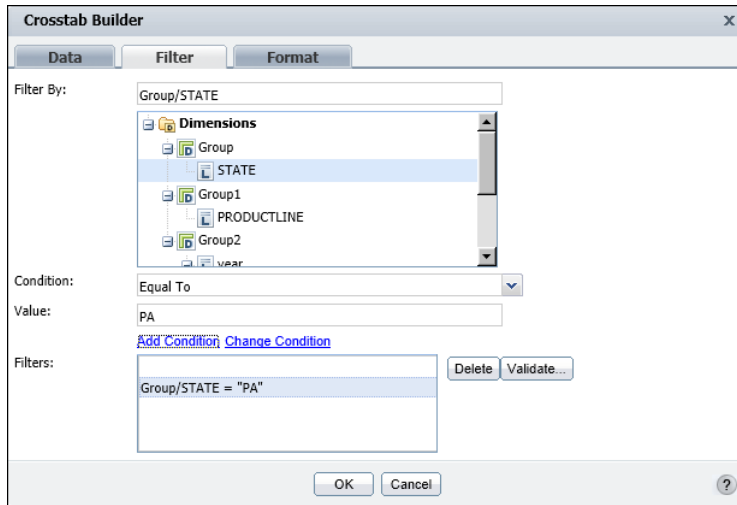 Crosstab Builder x
Data Filter Format
Filter By:
Group/STATE
Dimensions
Group
STATE
Group1
PRODUCTLINE
Group2
year
Condition:
Equal To
Value:
PA
Add Condition Change Condition
Filters:
Delete Validate...
Group/STATE = "PA"
OK Cancel ?